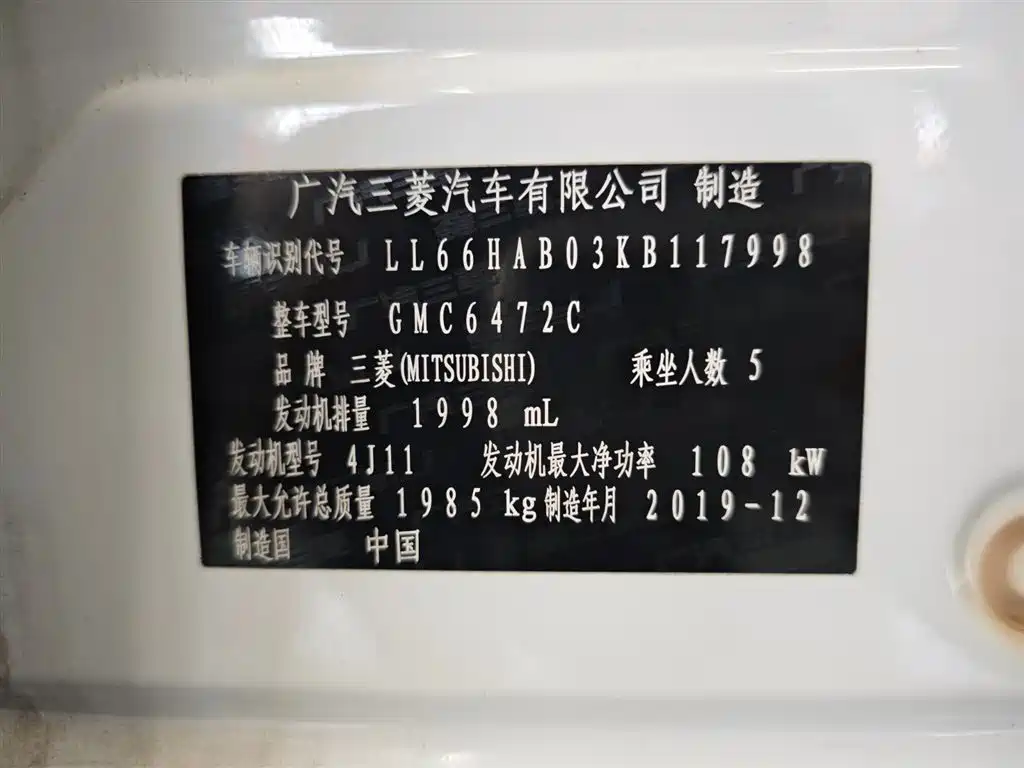 广汽三菱汽车有限公司 制造
车辆识别代号 LL66HAB03KB117998
整车型号 GMC6472C
品牌 三菱(MITSUBISHI) 乘坐人数 5
发动机排量 1998 mL
发动机型号 4J11 发动机最大净功率 108 kW
最大允许总质量 1985 kg 制造年月 2019-12
制造国 中国